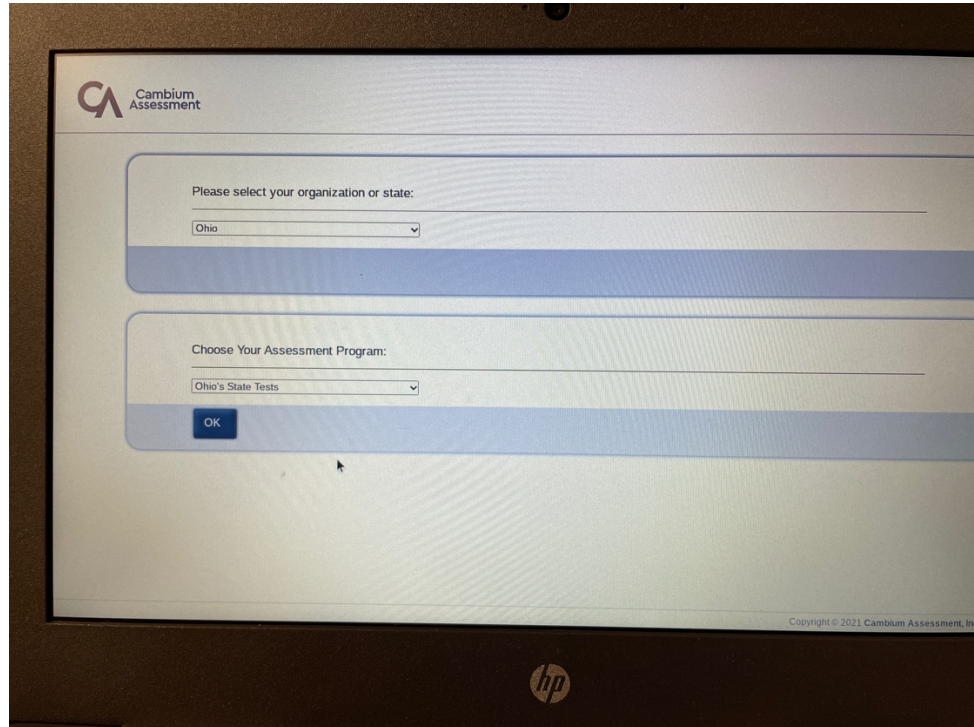 Cambium
Assessment
Please select your organization or state:
Ohio
Choose Your Assessment Program:
Ohio's State Tests
OK
Copyright © 2021 Cambium Assessment,
hp